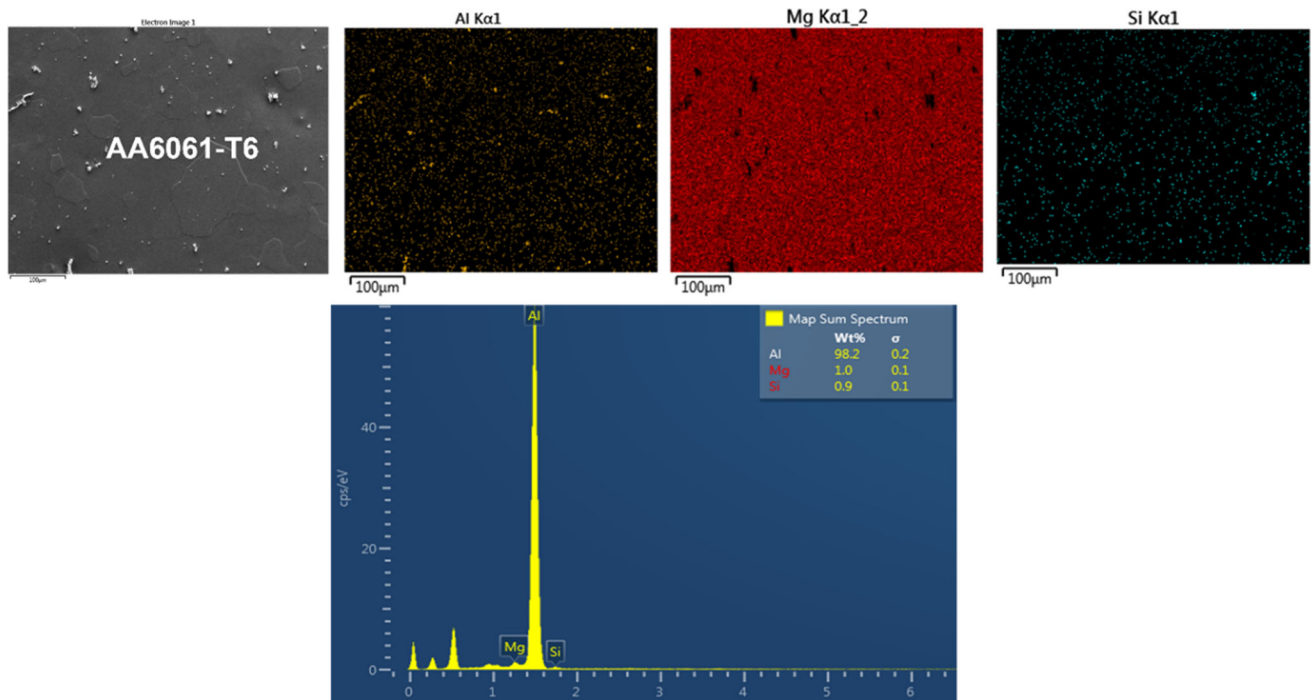 Electron Image 1
Al Kα1
Mg Kα1_2
Si Kα1
AA6061-T6
100µm
100µm
100µm
100µm
Al
Map Sum Spectrum
Wt% σ
Al 98.2 0.2
Mg 1.0 0.1
Si 0.9 0.1
40
cps/eV
20
Mg
Si
0
0 1 2 3 4 5 6